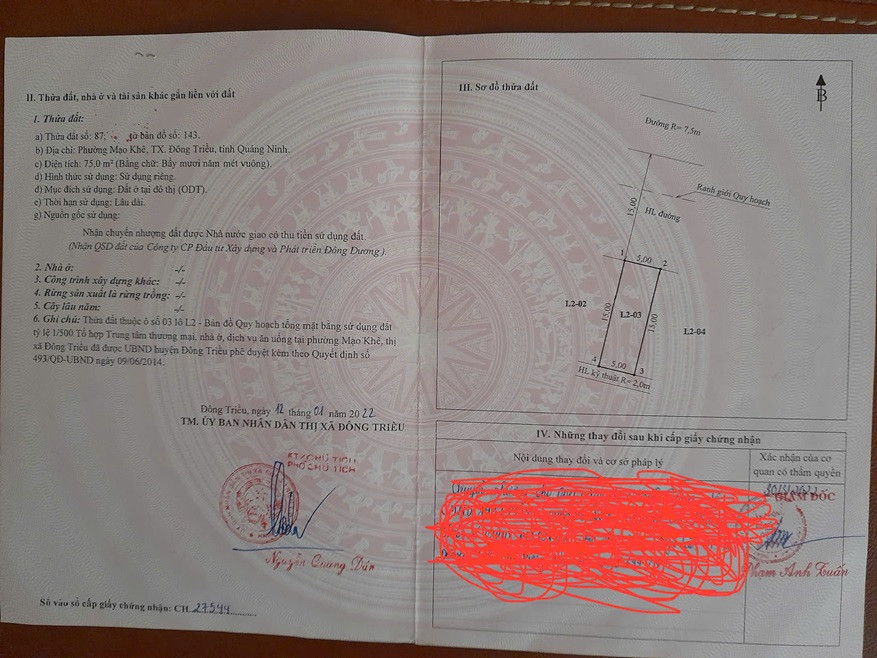 II. Thửa đất, nhà ở và tài sản khác gắn liền với đất
1. Thửa đất:
a) Thửa đất số: 87; tờ bản đồ số: 143.
b) Địa chỉ: Phường Mạo Khê, TX. Đông Triều, tỉnh Quảng Ninh.
c) Diện tích: 75,0 m² (Bằng chữ: Bẩy mươi năm mét vuông).
d) Hình thức sử dụng: Sử dụng riêng.
đ) Mục đích sử dụng: Đất ở tại đô thị (ODT).
e) Thời hạn sử dụng: Lâu dài.
g) Nguồn gốc sử dụng:
Nhận chuyển nhượng đất được Nhà nước giao có thu tiền sử dụng đất.
(Nhận QSD đất của Công ty CP Đầu tư Xây dựng và Phát triển Đông Dương)
2. Nhà ở: -/-
3. Công trình xây dựng khác: -/-
4. Rừng sản xuất là rừng trồng: -/-
5. Cây lâu năm: -/-
6. Ghi chú: Thửa đất thuộc ô số 03 lô L2 - Bản đồ Quy hoạch tổng mặt bằng sử dụng đất
tỷ lệ 1/500 Tổ hợp Trung tâm thương mại, nhà ở, dịch vụ ăn uống tại phường Mạo Khê, thị
xã Đông Triều đã được UBND huyện Đông Triều phê duyệt kèm theo Quyết định số
493/QĐ-UBND ngày 09/06/2014.
Đông Triều, ngày 12 tháng 01 năm 2022
TM. ỦY BAN NHÂN DÂN THỊ XÃ ĐÔNG TRIỀU
KT/CHỦ TỊCH
PHÓ CHỦ TỊCH
Nguyễn Quang Dân
Số vào sổ cấp giấy chứng nhận: CH 27544
III. Sơ đồ thửa đất
B
Đường R= 7,5m
Ranh giới Quy hoạch
15,00
HL đường
1
5,00
2
L2-02
15,00
L2-03
15,00
L2-04
4
5,00
3
HL kỹ thuật R= 2,0m
IV. Những thay đổi sau khi cấp giấy chứng nhận
Nội dung thay đổi và cơ sở pháp lý
Xác nhận của cơ
quan có thẩm quyền
GIÁM ĐỐC
Phạm Anh Tuấn